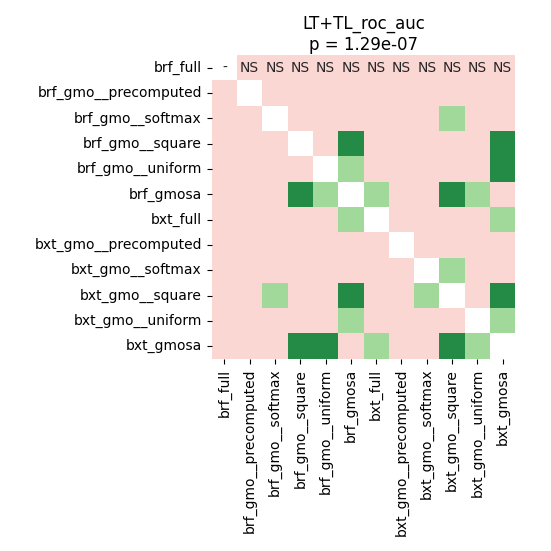 LT+TL_roc_auc
p = 1.29e-07
brf_full - NS NS NS NS NS NS NS NS NS NS NS
brf_gmo__precomputed
brf_gmo__softmax
brf_gmo__square
brf_gmo__uniform
brf_gmosa
bxt_full
bxt_gmo__precomputed
bxt_gmo__softmax
bxt_gmo__square
bxt_gmo__uniform
bxt_gmosa
brf_full
brf_gmo__precomputed
brf_gmo__softmax
brf_gmo__square
brf_gmo__uniform
brf_gmosa
bxt_full
bxt_gmo__precomputed
bxt_gmo__softmax
bxt_gmo__square
bxt_gmo__uniform
bxt_gmosa